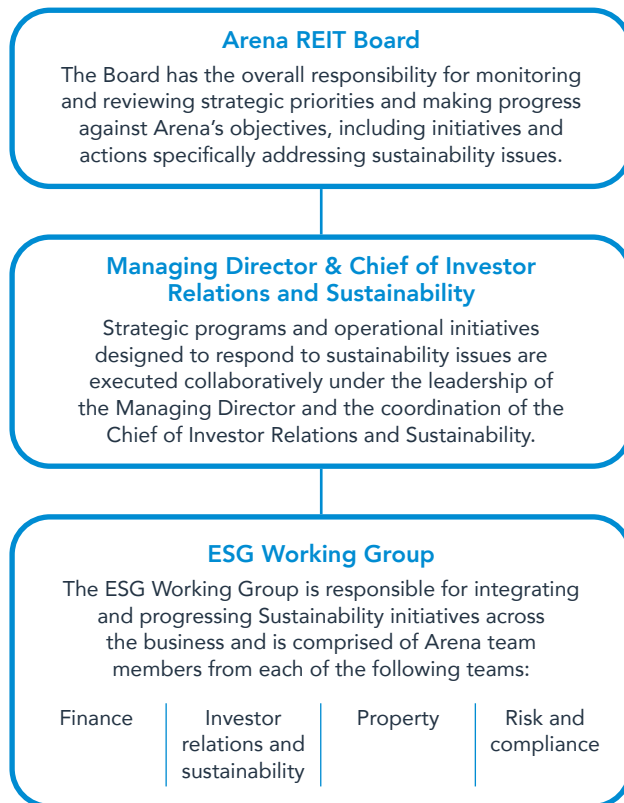 Arena REIT Board
The Board has the overall responsibility for monitoring
and reviewing strategic priorities and making progress
against Arena’s objectives, including initiatives and
actions specifically addressing sustainability issues.
Managing Director & Chief of Investor
Relations and Sustainability
Strategic programs and operational initiatives
designed to respond to sustainability issues are
executed collaboratively under the leadership of
the Managing Director and the coordination of the
Chief of Investor Relations and Sustainability.
ESG Working Group
The ESG Working Group is responsible for integrating
and progressing Sustainability initiatives across
the business and is comprised of Arena team
members from each of the following teams:
Finance
Investor
relations and
sustainability
Property
Risk and
compliance